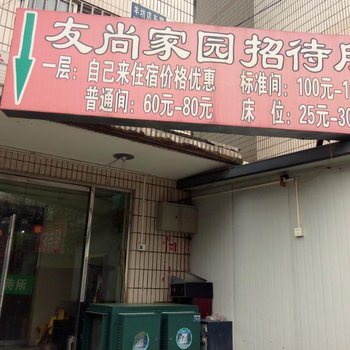 友尚家园招待所
一层：自己来住宿价格优惠 标准间：100元-1
普通间：60元-80元 床 位：25元-30
待所